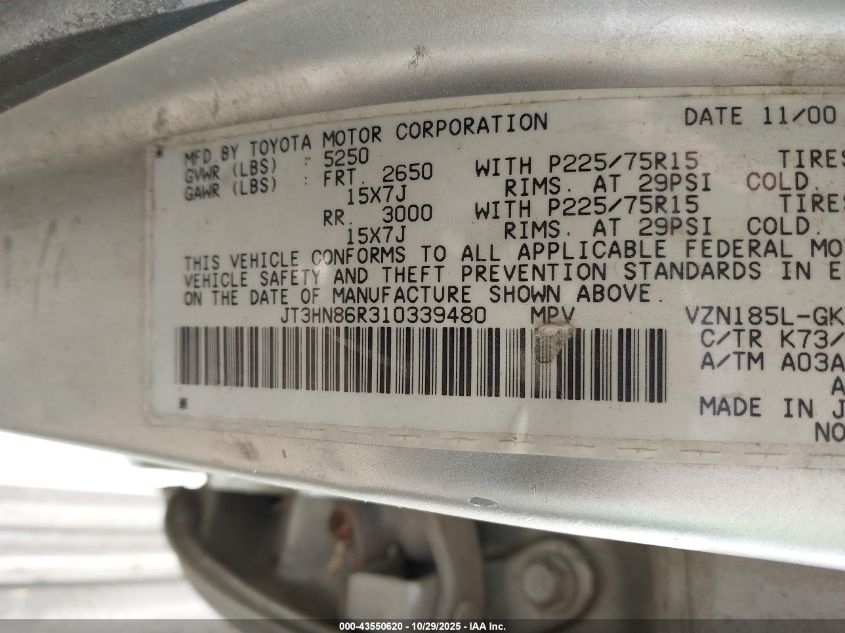 MFD BY TOYOTA MOTOR CORPORATION DATE 11/00
GVWR (LBS) : 5250
GAWR (LBS) : FRT. 2650 WITH P225/75R15 TIRES
15X7J RIMS. AT 29PSI COLD.
RR. 3000 WITH P225/75R15 TIRES
15X7J RIMS. AT 29PSI COLD.
THIS VEHICLE CONFORMS TO ALL APPLICABLE FEDERAL MO
VEHICLE SAFETY AND THEFT PREVENTION STANDARDS IN E
ON THE DATE OF MANUFACTURE SHOWN ABOVE.
JT3HN86R310339480 MPV VZN185L-GK
C/TR K73/
A/TM A03A
A
MADE IN J
NO
000-43550620 - 10/29/2025 - IAA Inc.